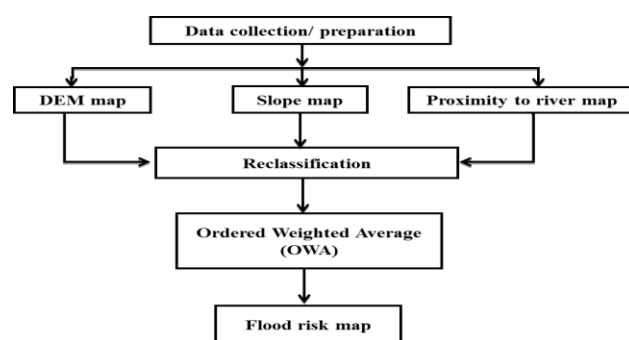 Data collection/ preparation
DEM map
Slope map
Proximity to river map
Reclassification
Ordered Weighted Average
(OWA)
Flood risk map